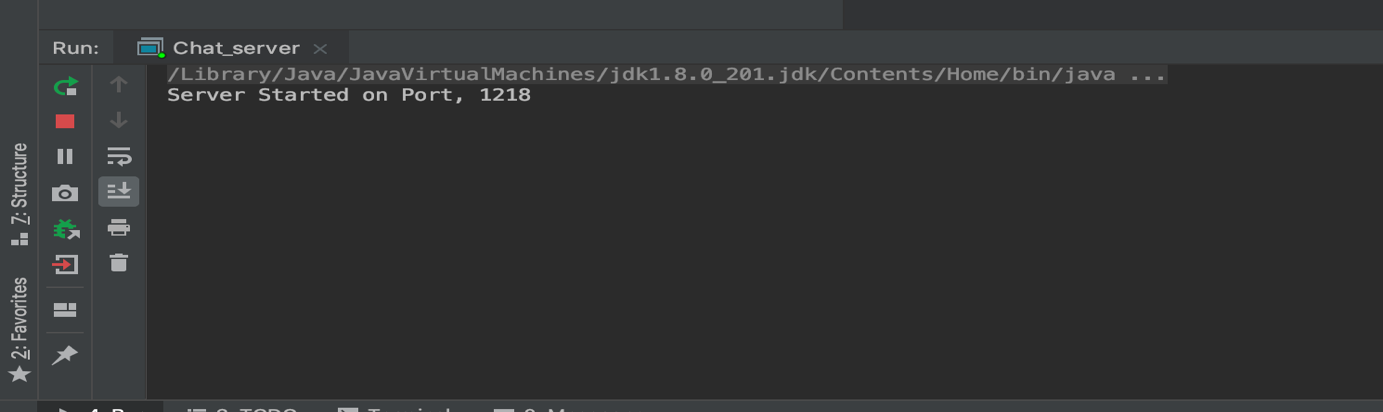 Run: Chat_server
/Library/Java/JavaVirtualMachines/jdk1.8.0_201.jdk/Contents/Home/bin/java ...
Server Started on Port, 1218
7: Structure
2: Favorites